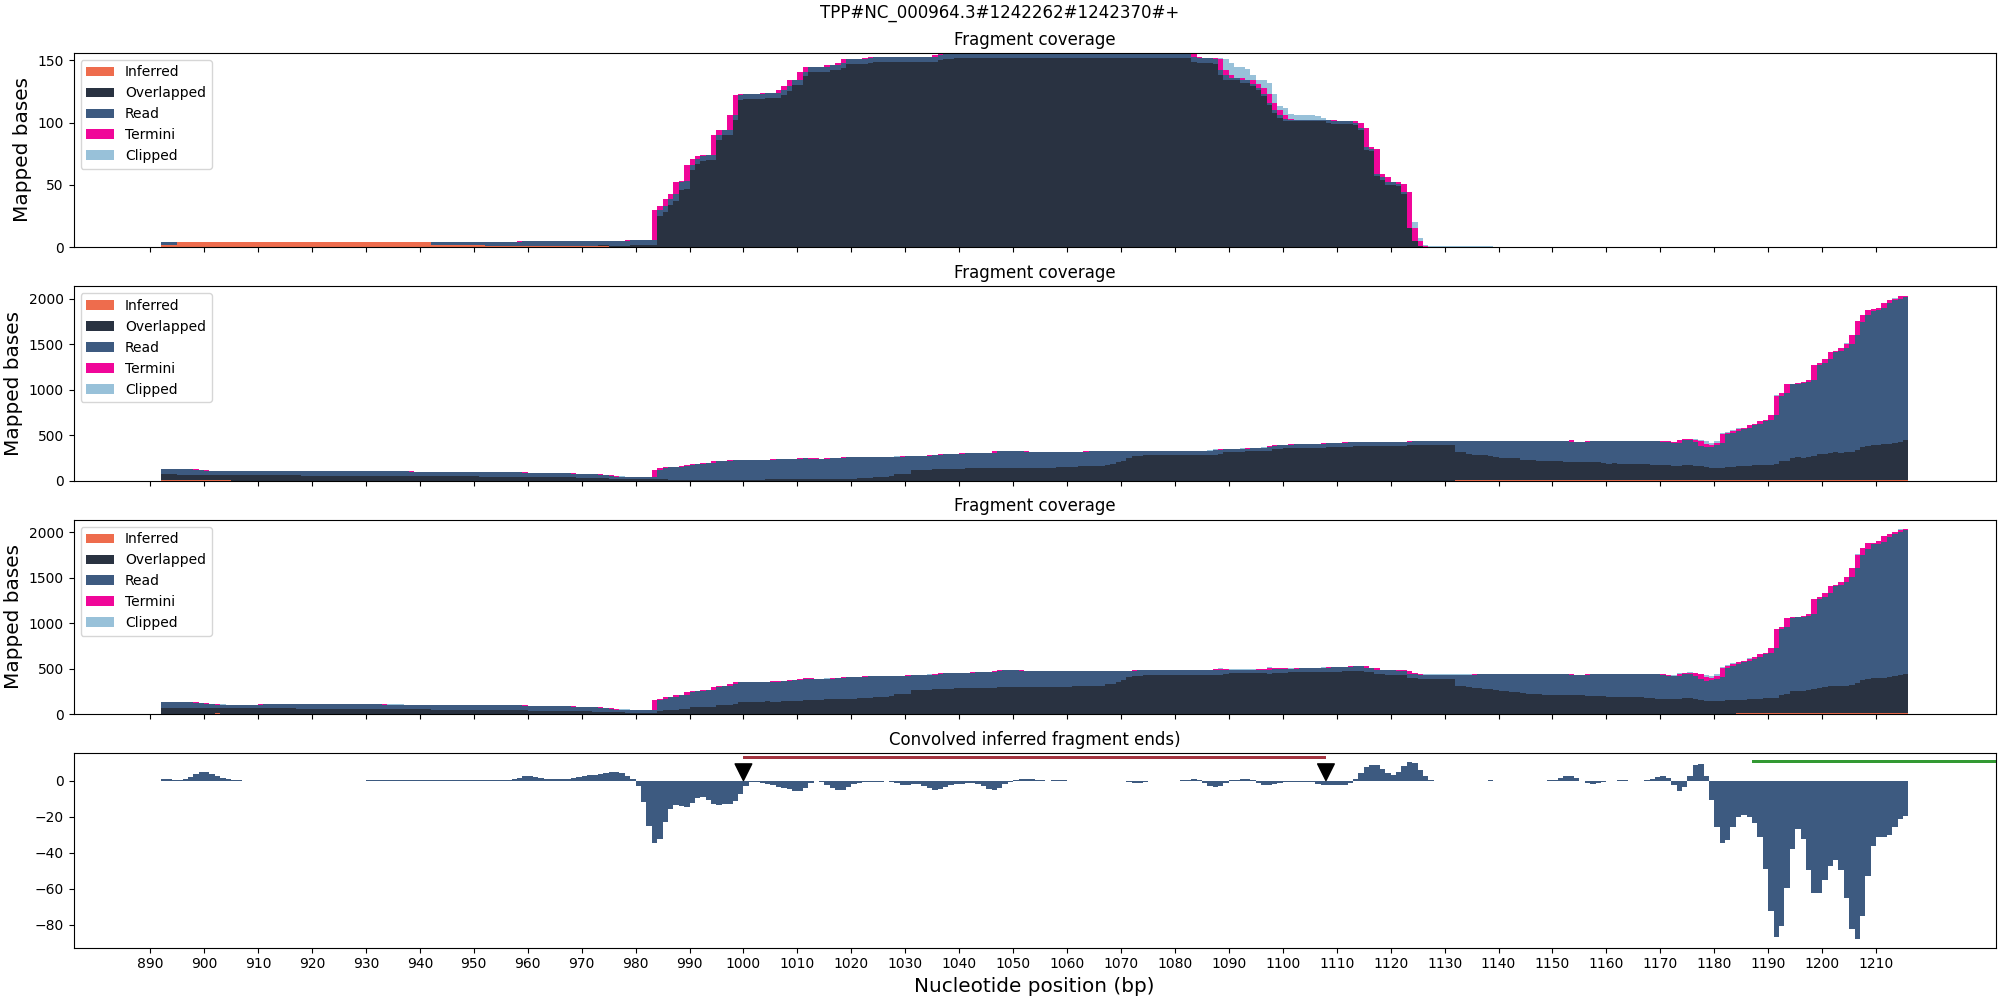 TPP#NC_000964.3#1242262#1242370#+
Fragment coverage
Mapped bases
150
100
50
0
Inferred
Overlapped
Read
Termini
Clipped
Fragment coverage
Mapped bases
2000
1500
1000
500
0
Inferred
Overlapped
Read
Termini
Clipped
Fragment coverage
Mapped bases
2000
1500
1000
500
0
Inferred
Overlapped
Read
Termini
Clipped
Convolved inferred fragment ends)
0
−20
−40
−60
−80
890 900 910 920 930 940 950 960 970 980 990 1000 1010 1020 1030 1040 1050 1060 1070 1080 1090 1100 1110 1120 1130 1140 1150 1160 1170 1180 1190 1200 1210
Nucleotide position (bp)